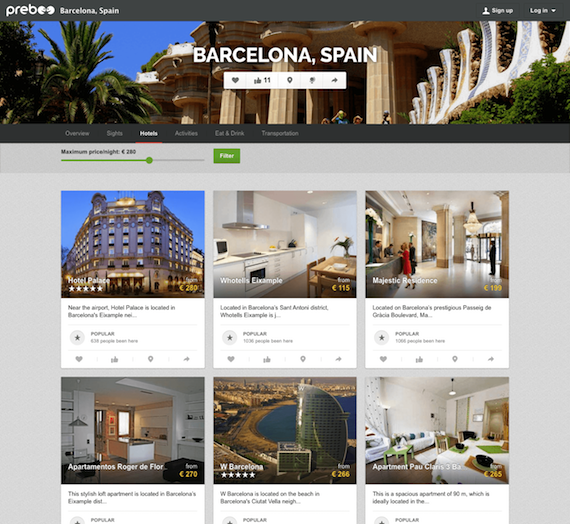 preboo Barcelona, Spain
Sign up
Log in
BARCELONA, SPAIN
11
Overview Sights Hotels Activities Eat & Drink Transportation
Maximum price/night: € 280
Filter
Hotel Palace
from
€ 280
Near the airport, Hotel Palace is located in
Barcelona's Eixample nei...
POPULAR
638 people been here
Whotells Eixample
from
€ 115
Located in Barcelona's Sant Antoni district,
Whotells Eixample is j...
POPULAR
1036 people been here
Majestic Residence
from
€ 199
Located on Barcelona's prestigious Passeig de
Gràcia Boulevard, Ma...
POPULAR
1066 people been here
Apartamentos Roger de Flor
from
€ 270
This stylish loft apartment is located in Barcelona's
Eixample dist...
POPULAR
W Barcelona
from
€ 266
W Barcelona is located on the beach in
Barcelona's Ciutat Vella neigh...
POPULAR
Apartment Pau Claris 3 Ba...
from
€ 265
This is a spacious apartment of 90 m, which is
ideally located in the...
POPULAR